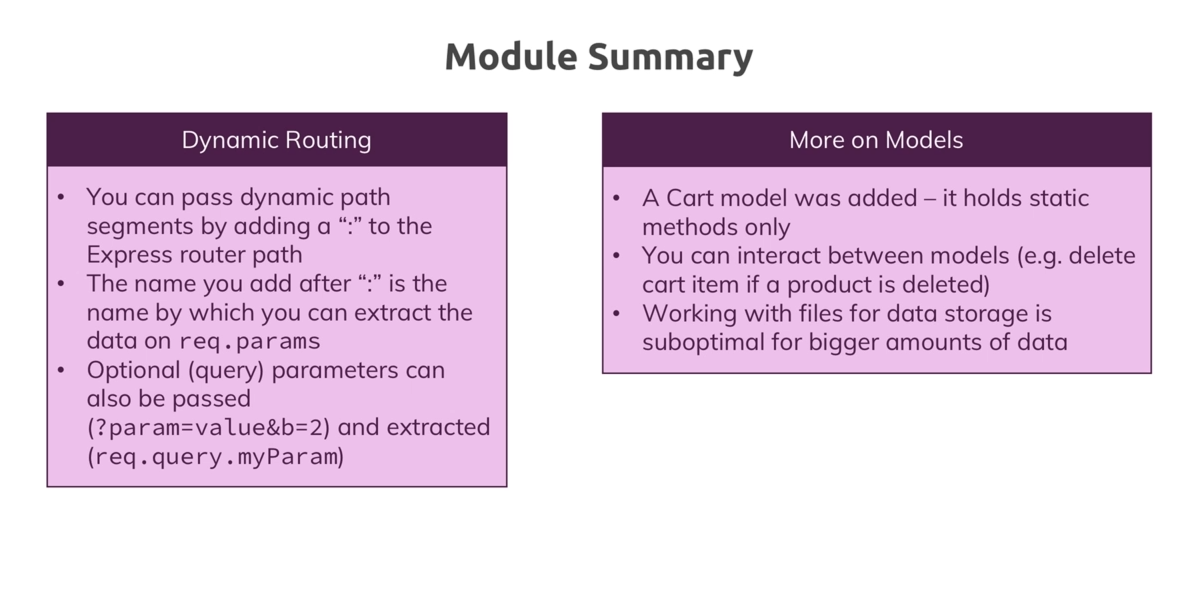 Module Summary
Dynamic Routing
• You can pass dynamic path
segments by adding a “:” to the
Express router path
• The name you add after “:” is the
name by which you can extract the
data on req.params
• Optional (query) parameters can
also be passed
(?param=value&b=2) and extracted
(req.query.myParam)
More on Models
• A Cart model was added – it holds static
methods only
• You can interact between models (e.g. delete
cart item if a product is deleted)
• Working with files for data storage is
suboptimal for bigger amounts of data